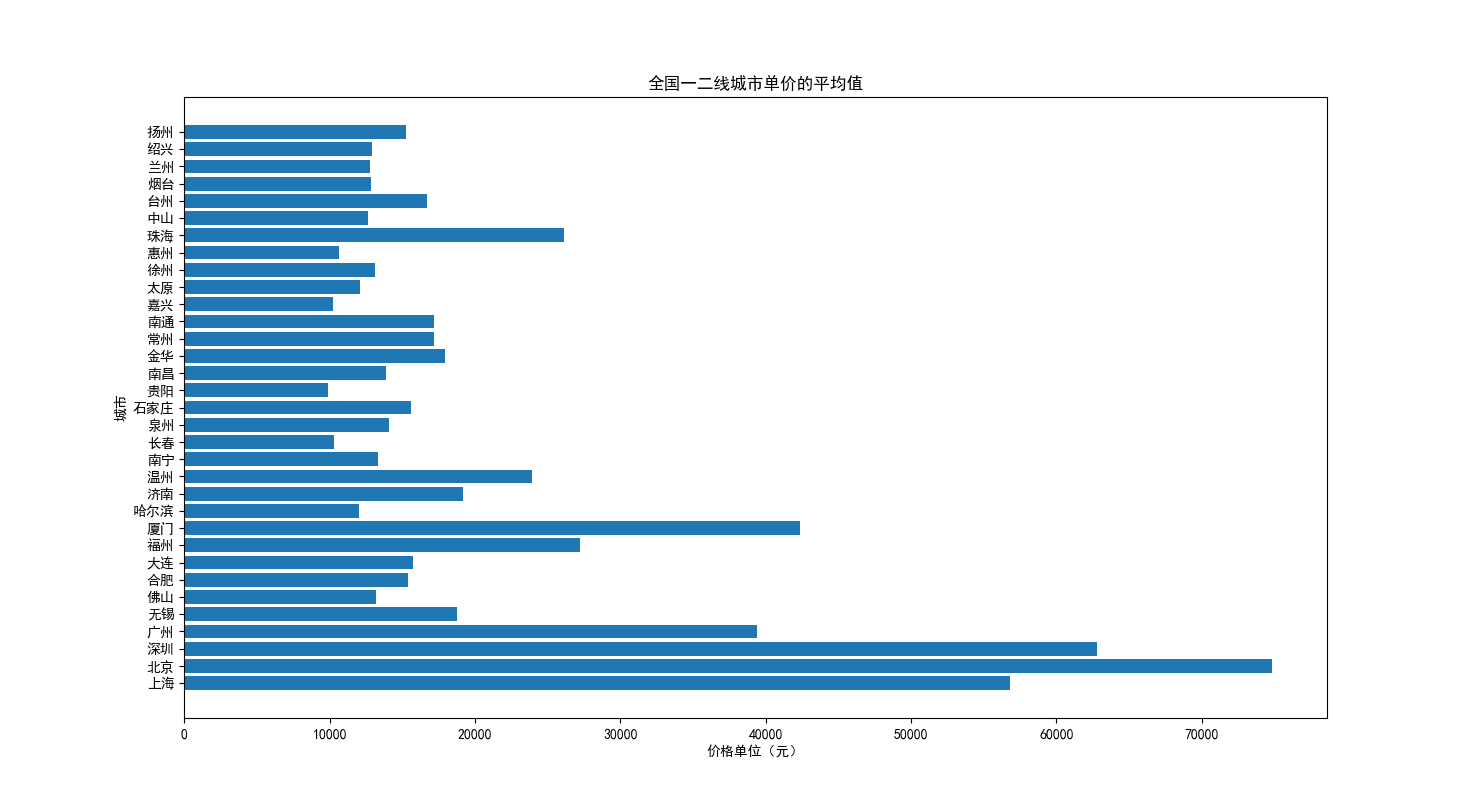 全国一二线城市单价的平均值
城市
扬州
绍兴
兰州
烟台
台州
中山
珠海
惠州
徐州
太原
嘉兴
南通
常州
金华
南昌
贵阳
石家庄
泉州
长春
南宁
温州
济南
哈尔滨
厦门
福州
大连
合肥
佛山
无锡
广州
深圳
北京
上海
0 10000 20000 30000 40000 50000 60000 70000
价格单位（元）